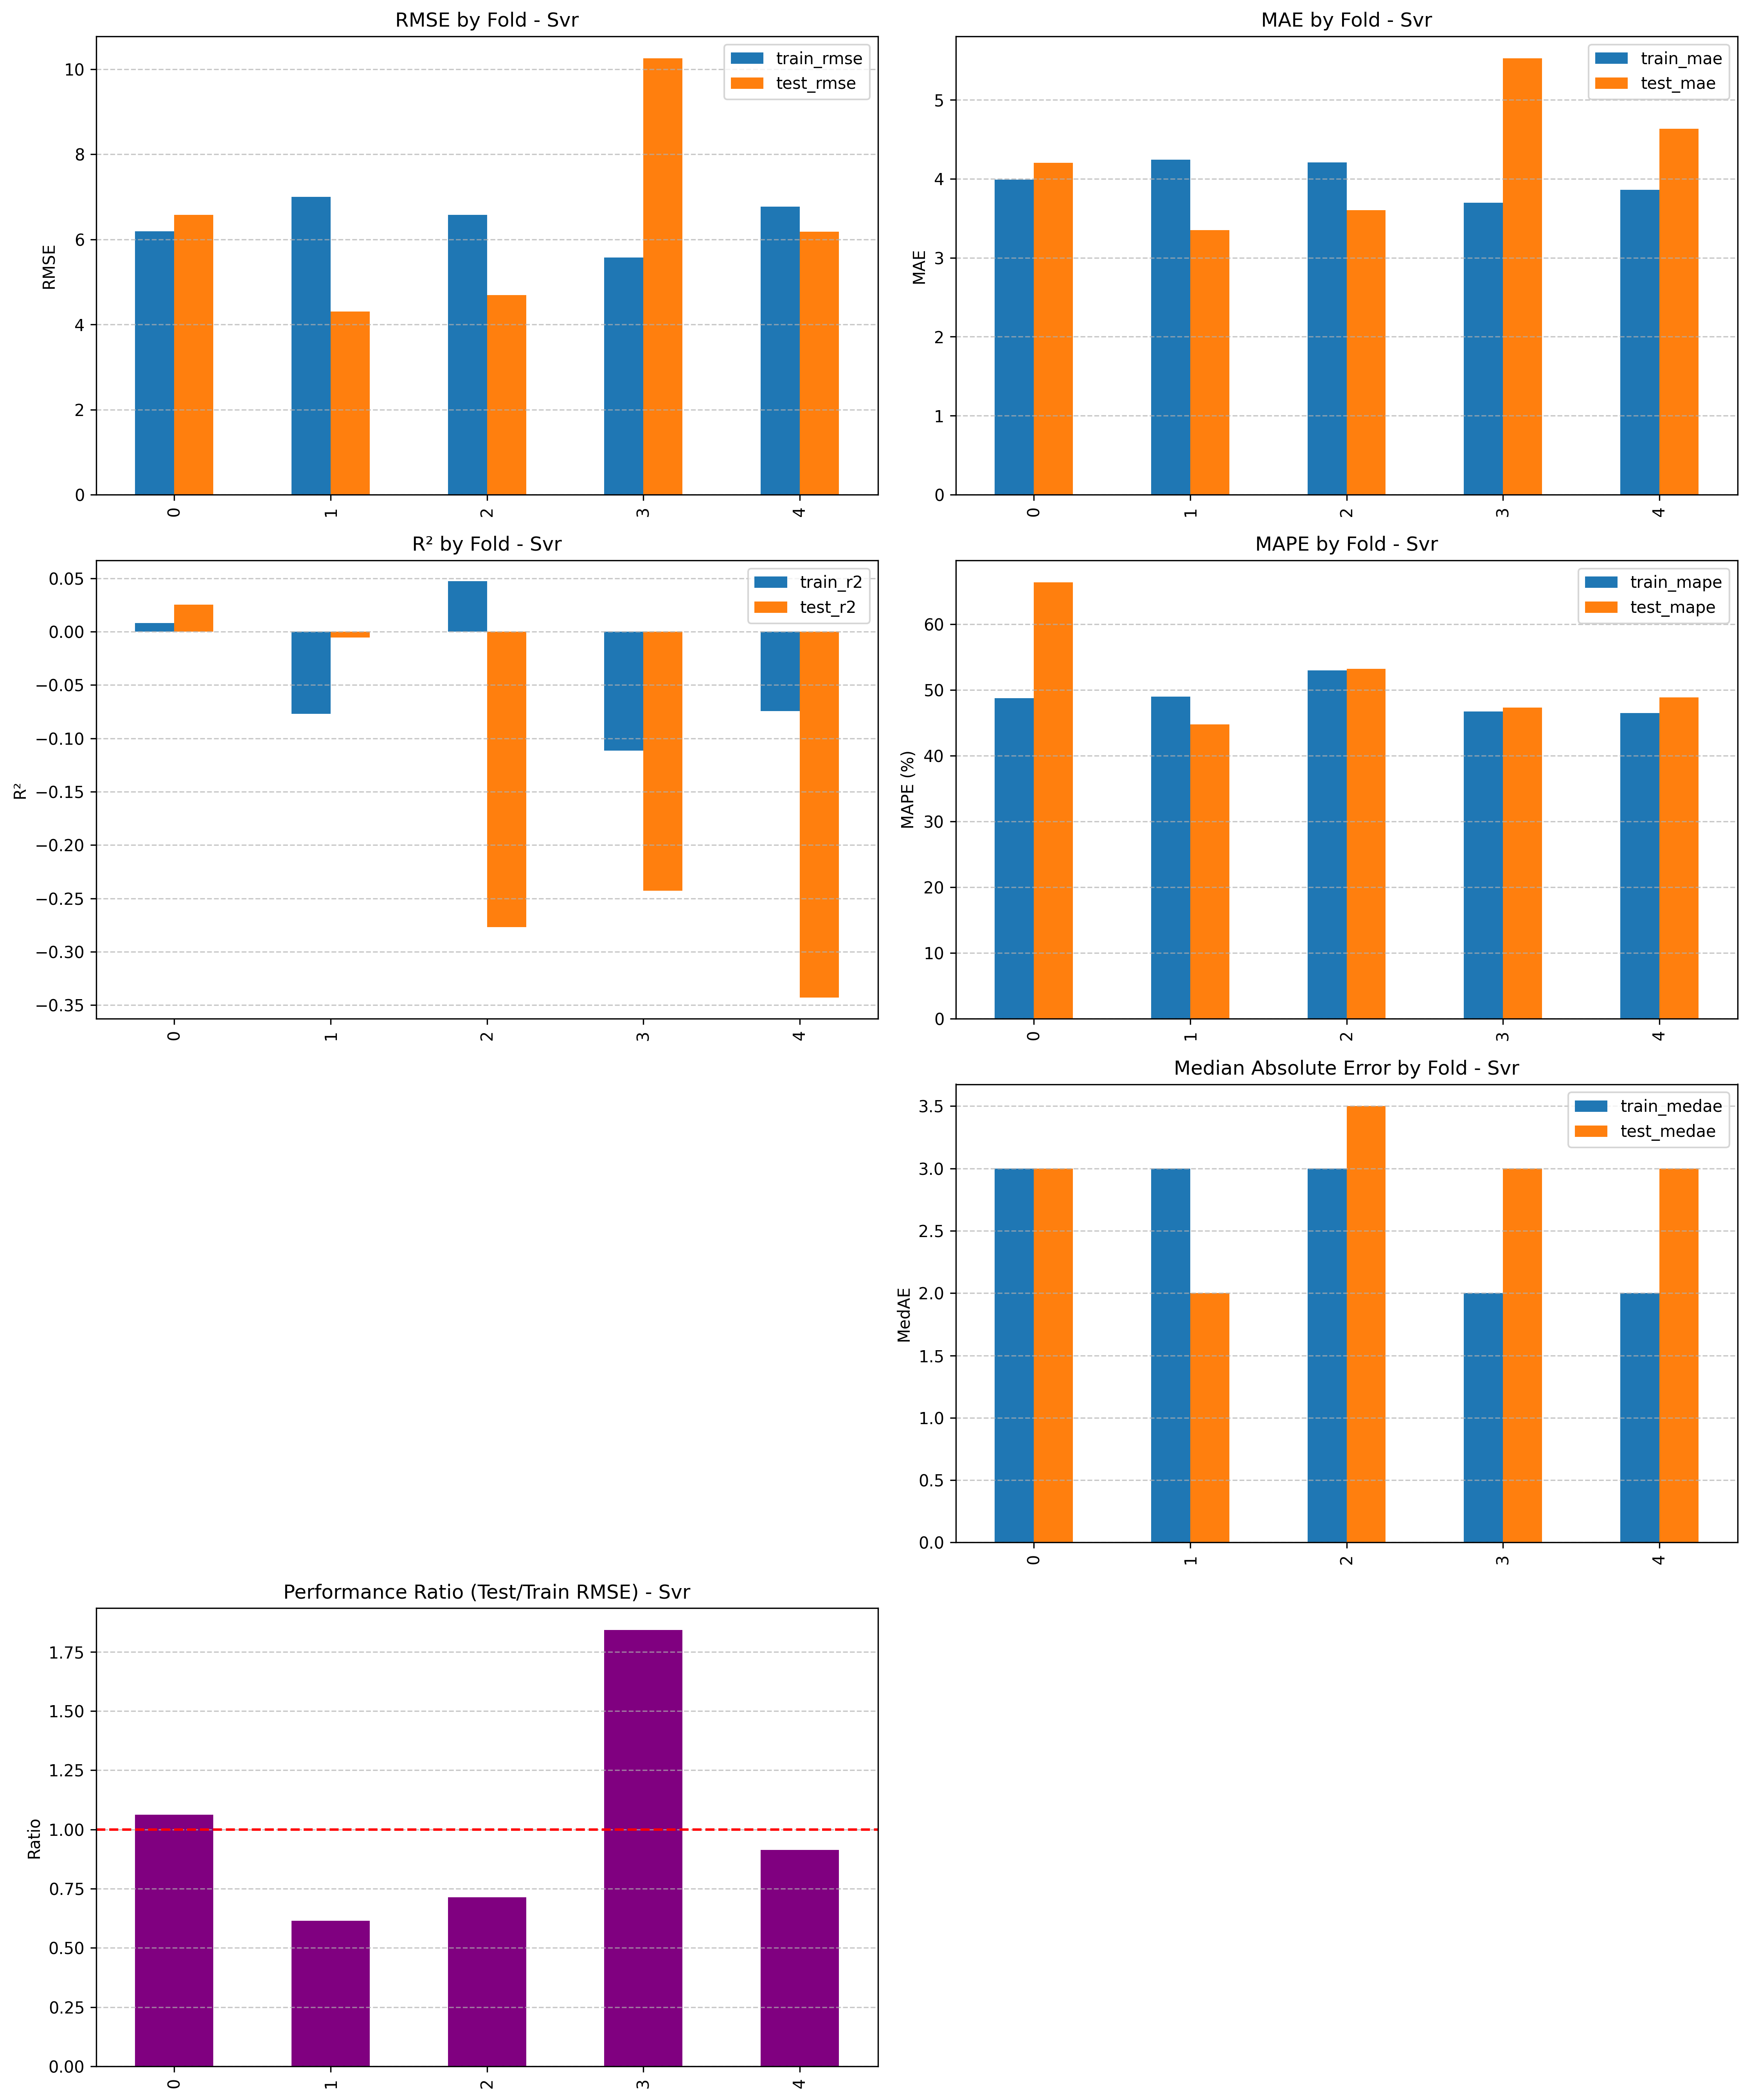 RMSE by Fold - Svr
RMSE
10
8
6
4
2
0
train_rmse
test_rmse
0 1 2 3 4
MAE by Fold - Svr
MAE
5
4
3
2
1
0
train_mae
test_mae
0 1 2 3 4
R² by Fold - Svr
R²
0.05
0.00
−0.05
−0.10
−0.15
−0.20
−0.25
−0.30
−0.35
train_r2
test_r2
0 1 2 3 4
MAPE by Fold - Svr
MAPE (%)
60
50
40
30
20
10
0
train_mape
test_mape
0 1 2 3 4
Median Absolute Error by Fold - Svr
MedAE
3.5
3.0
2.5
2.0
1.5
1.0
0.5
0.0
train_medae
test_medae
0 1 2 3 4
Performance Ratio (Test/Train RMSE) - Svr
Ratio
1.75
1.50
1.25
1.00
0.75
0.50
0.25
0.00
0 1 2 3 4